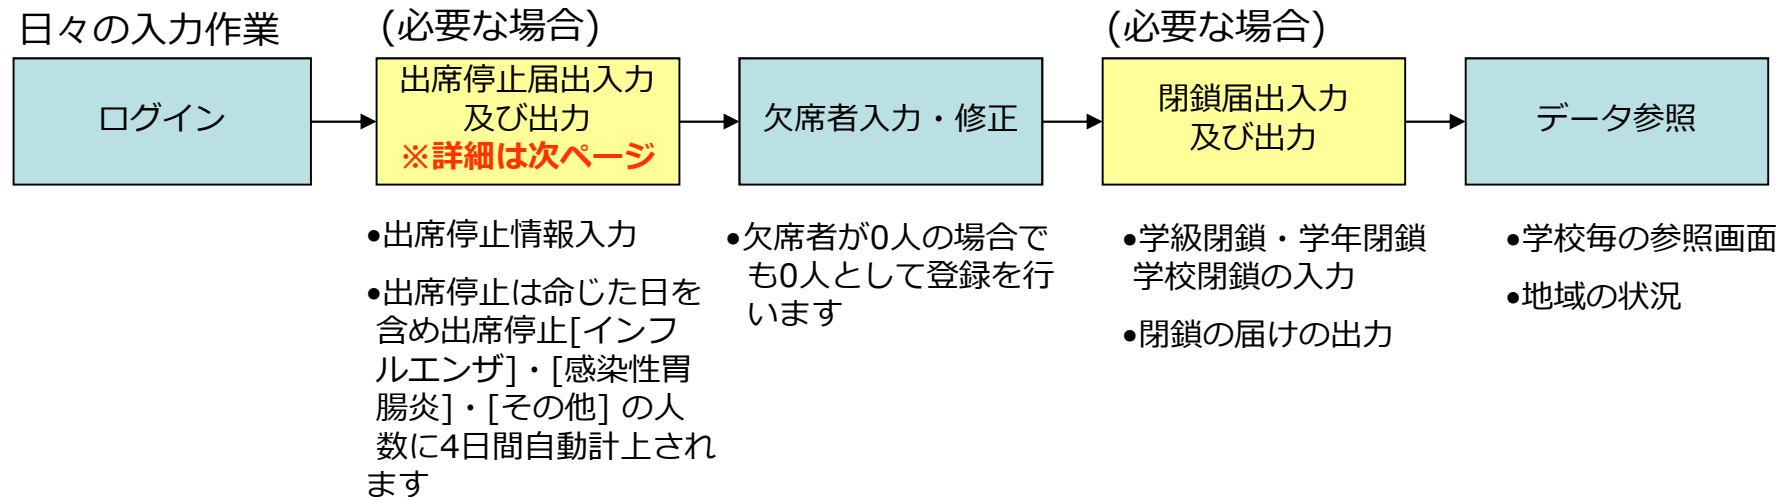 日々の入力作業
(必要な場合)
(必要な場合)
ログイン
出席停止届出入力
及び出力
※詳細は次ページ
欠席者入力・修正
閉鎖届出入力
及び出力
データ参照
•出席停止情報入力
•出席停止は命じた日を
含め出席停止[インフ
ルエンザ]・[感染性胃
腸炎]・[その他] の人
数に4日間自動計上され
ます
•欠席者が0人の場合で
も0人として登録を行
います
•学級閉鎖・学年閉鎖
学校閉鎖の入力
•閉鎖の届けの出力
•学校毎の参照画面
•地域の状況